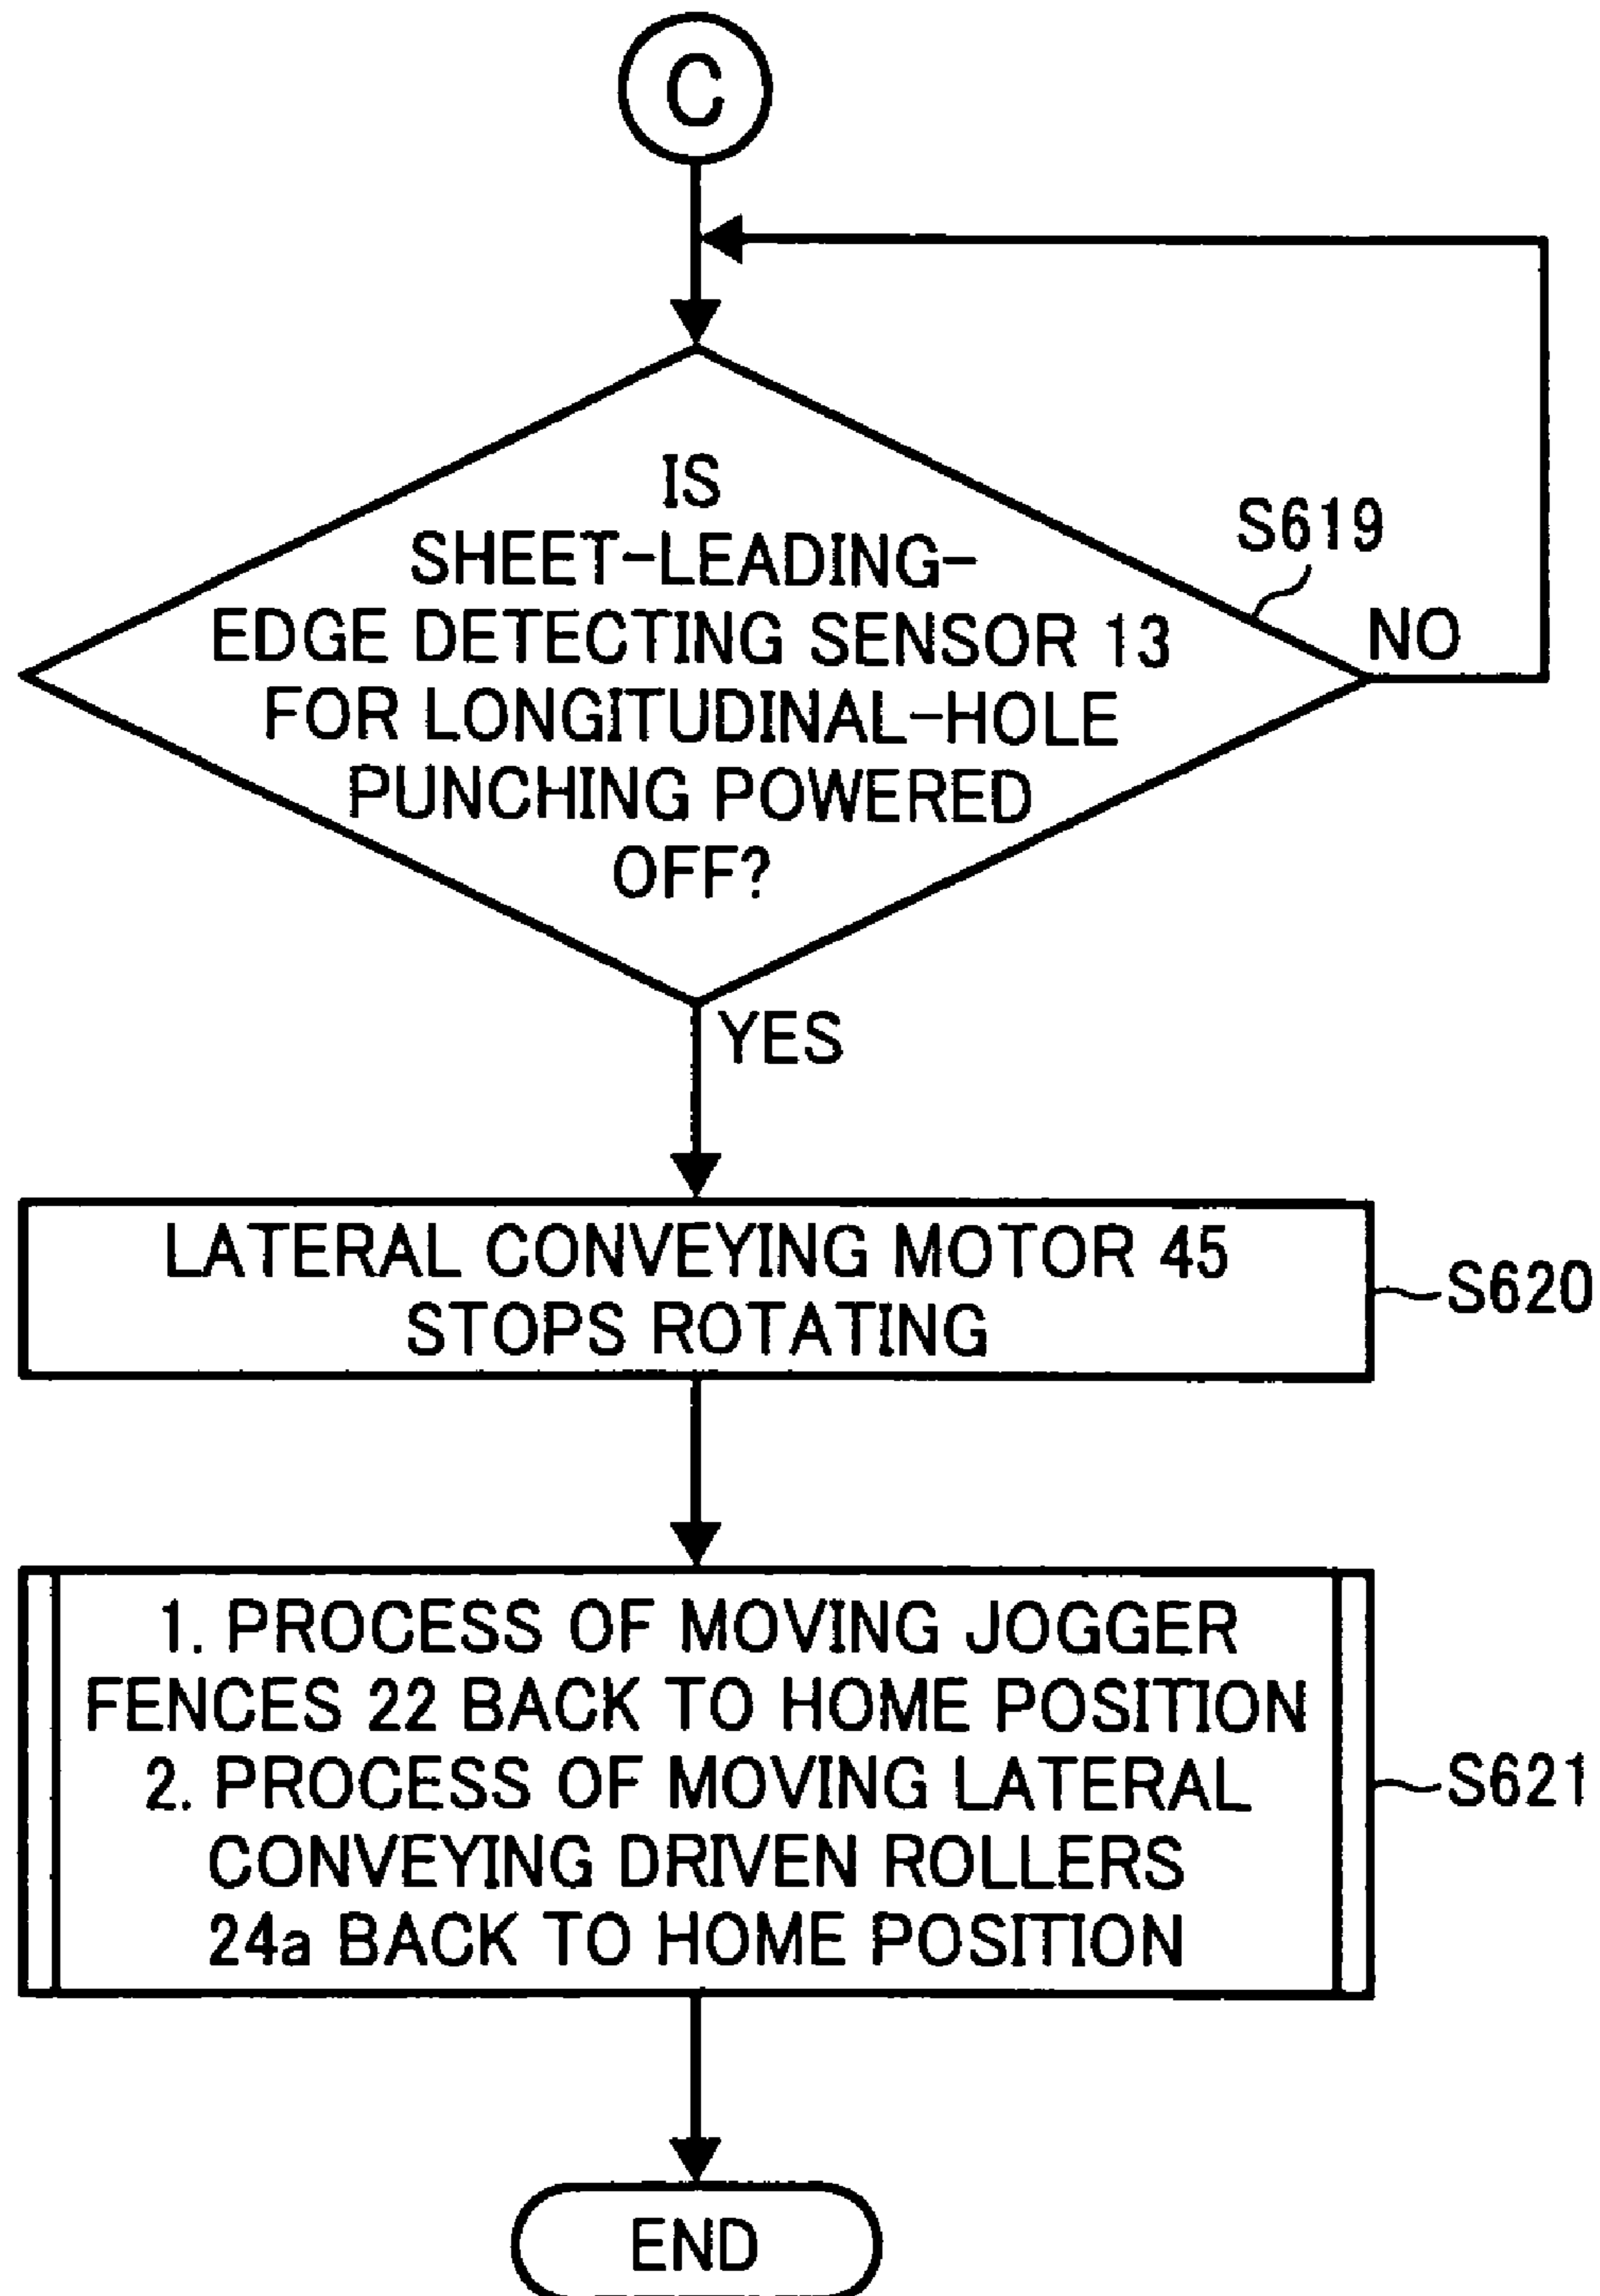 C
IS
SHEET-LEADING-
EDGE DETECTING SENSOR 13
FOR LONGITUDINAL-HOLE
PUNCHING POWERED
OFF?
S619
NO
YES
LATERAL CONVEYING MOTOR 45
STOPS ROTATING
S620
1. PROCESS OF MOVING JOGGER
FENCES 22 BACK TO HOME POSITION
2. PROCESS OF MOVING LATERAL
CONVEYING DRIVEN ROLLERS
24a BACK TO HOME POSITION
S621
END